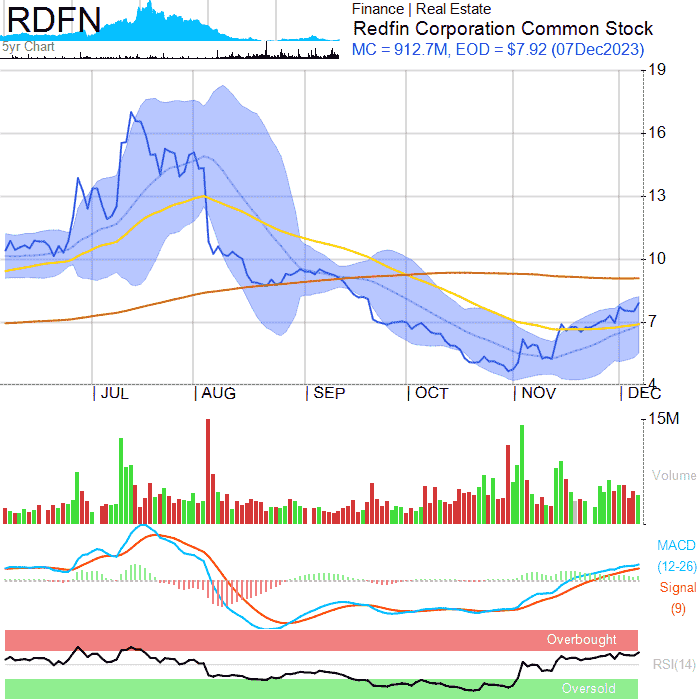 RDFN
5yr Chart
Finance | Real Estate
Redfin Corporation Common Stock
MC = 912.7M, EOD = $7.92 (07Dec2023)
19
16
13
10
7
4
JUL AUG SEP OCT NOV DEC
15M
Volume
MACD
(12-26)
Signal
(9)
Overbought
RSI(14)
Oversold